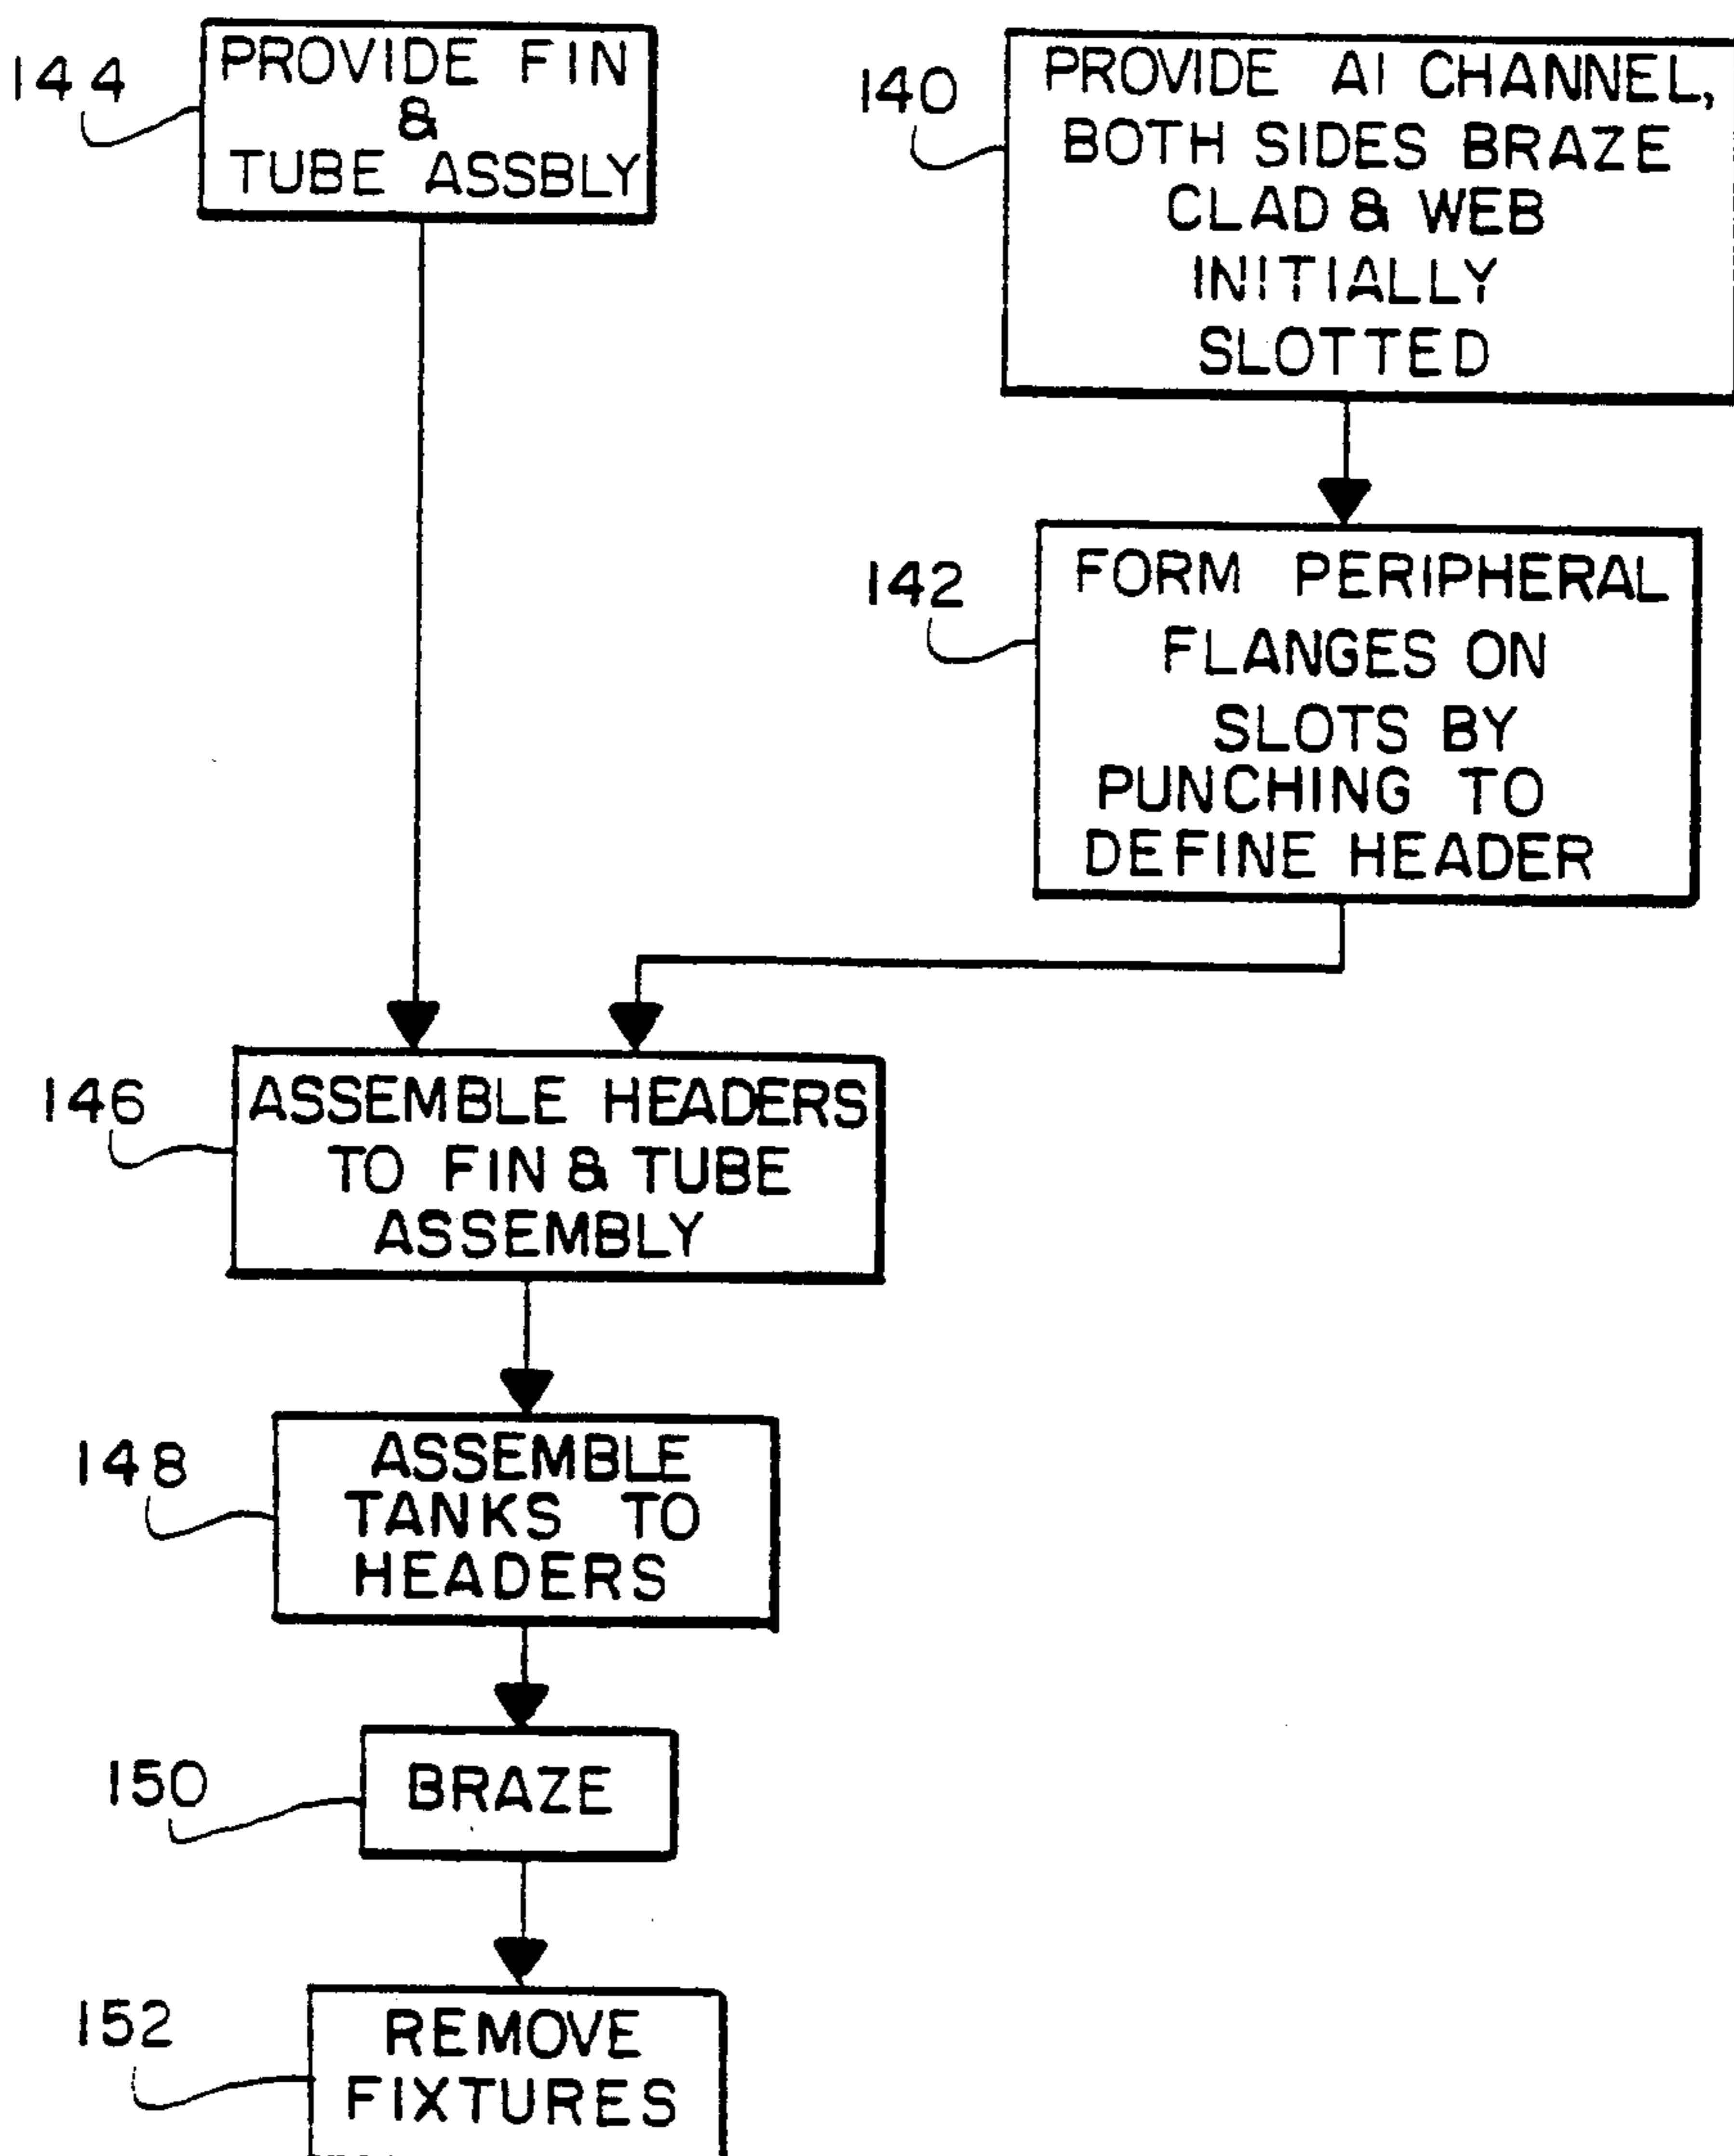 144
PROVIDE FIN
&
TUBE ASSBLY
140
PROVIDE Al CHANNEL,
BOTH SIDES BRAZE
CLAD & WEB
INITIALLY
SLOTTED
142
FORM PERIPHERAL
FLANGES ON
SLOTS BY
PUNCHING TO
DEFINE HEADER
146
ASSEMBLE HEADERS
TO FIN & TUBE
ASSEMBLY
148
ASSEMBLE
TANKS TO
HEADERS
150
BRAZE
152
REMOVE
FIXTURES